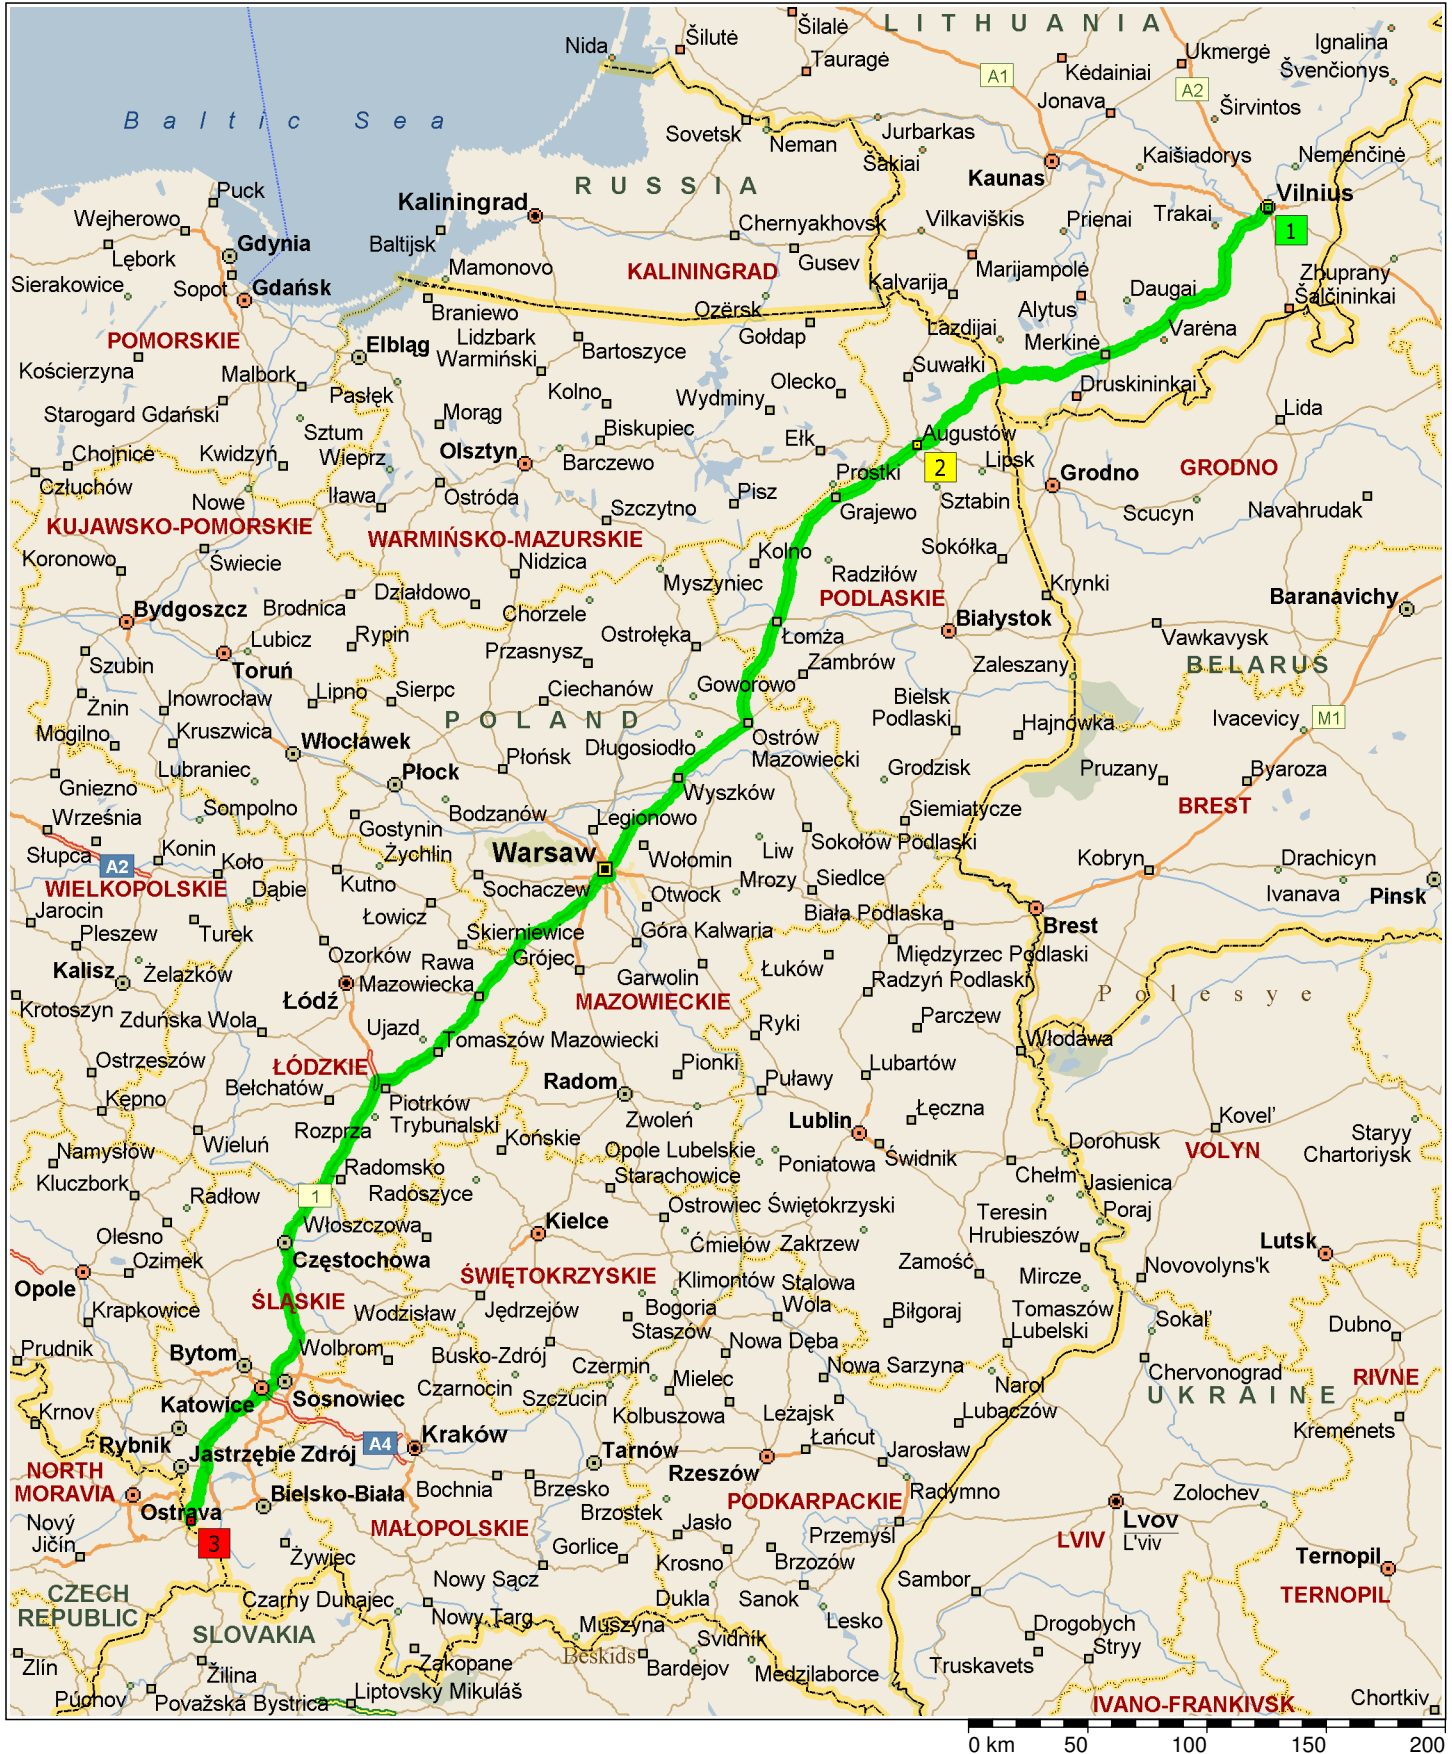 LITHUANIA
Šilalė
Šilutė
Nida
Tauragė
Ukmergė
Ignalina
Kėdainiai
Švenčionys
A1
A2
Jonava
Širvintos
Baltic Sea
Sovetsk
Neman
Jurbarkas
Šakiai
Kaišiadorys
Nemenčinė
Kaunas
RUSSIA
Puck
Vilnius
Kaliningrad
Wejherowo
Chernyakhovsk
Vilkaviškis
Prienai
Trakai
1
Gdynia
Baltijsk
Lębork
Gusev
Mamonovo
KALININGRAD
Marijampolė
Zhuprany
Sierakowice
Sopot
Gdańsk
Kalvarija
Daugai
Šalčininkai
Ozërsk
Braniewo
Alytus
POMORSKIE
Elbląg
Lidzbark
Warmiński
Bartoszyce
Gołdap
Lazdijai
Merkinė
Varėna
Kościerzyna
Malbork
Suwałki
Pasłęk
Kolno
Wydminy
Olecko
Druskininkai
Starogard Gdański
Morąg
Lida
Sztum
Biskupiec
Ełk
Augustów
Chojnice
Kwidzyń
Wieprz
Olsztyn
Barczewo
2
Lipsk
Grodno
GRODNO
Człuchów
Prostki
Nowe
Iława
Ostróda
Pisz
Sztabin
Szczytno
Grajewo
Scucyn
Navahrudak
KUJAWSKO-POMORSKIE
WARMIŃSKO-MAZURSKIE
Koronowo
Świecie
Nidzica
Kolno
Sokółka
Myszyniec
Radziłów
Krynki
PODLASKIE
Baranavichy
Bydgoszcz
Brodnica
Działdowo
Chorzele
Białystok
Lubicz
Rypin
Ostrołęka
Łomża
Vawkavysk
Szubin
Toruń
Przasnysz
Zambrów
Zaleszany
BELARUS
Żnin
Inowrocław
Lipno
Sierpc
Ciechanów
Goworowo
Bielsk
Podlaski
Hajnówka
Ivacevicy
M1
POLAND
Mogilno
Kruszwica
Włocławek
Długosiodło
Ostrów
Mazowiecki
Lubraniec
Płock
Płońsk
Grodzisk
Pruzany
Byaroza
Gniezno
Wyszków
Września
Sompolno
Bodzanów
Legionowo
Siemiatycze
BREST
Gostynin
Słupca
A2
Konin
Koło
Żychlin
Warsaw
Wołomin
Liw
Sokołów Podlaski
Kobryn
Drachicyn
WIELKOPOLSKIE
Dąbie
Kutno
Sochaczew
Otwock
Mrozy
Siedlce
Ivanava
Pinsk
Jarocin
Łowicz
Biała Podlaska
Pleszew
Turek
Skierniewice
Góra Kalwaria
Brest
Ozorków
Rawa
Mazowiecka
Grójec
Międzyrzec Podlaski
Kalisz
Żelazków
Garwolin
Łuków
Radzyń Podlaski
Łódź
MAZOWIECKIE
Polesye
Krotoszyn
Zduńska Wola
Ujazd
Ryki
Parczew
Tomaszów Mazowiecki
Włodawa
Ostrzeszów
ŁÓDZKIE
Pionki
Lubartów
Bełchatów
Radom
Puławy
Kępno
Piotrków
Trybunalski
Zwoleń
Lublin
Łęczna
Kovel'
Rozprza
Staryy
Chartoriysk
Wieluń
Końskie
Opole Lubelskie
Dorohusk
VOLYN
Namysłów
Radomsko
Poniatowa
Świdnik
Kluczbork
Starachowice
Chełm
Radłow
1
Radoszyce
Jasienica
Ostrowiec Świętokrzyski
Teresin
Poraj
Olesno
Włoszczowa
Kielce
Hrubieszów
Lutsk
Ozimek
Częstochowa
Ćmielów
Zakrzew
Zamość
Novovolyns'k
Opole
ŚWIĘTOKRZYSKIE
Klimontów
Stalowa
Wola
Mircze
ŚLĄSKIE
Krapkowice
Wodzisław
Jędrzejów
Bogoria
Biłgoraj
Tomaszów
Lubelski
Sokal'
Dubno
Staszów
Prudnik
Bytom
Wolbrom
Nowa Dęba
Busko-Zdrój
Czermin
Nowa Sarzyna
Chervonograd
Mielec
Narol
RIVNE
Katowice
Sosnowiec
Czarnocin
Szczucin
UKRAINE
Krnov
Kolbuszowa
Leżajsk
Lubaczów
Kremenets
Rybnik
A4
Kraków
Łańcut
Jastrzębie Zdrój
Tarnów
Jarosław
NORTH
MORAVIA
Rzeszów
Bochnia
Brzesko
Radymno
Zolochev
Ostrava
Bielsko-Biała
Brzostek
PODKARPACKIE
Nový
Jičín
MAŁOPOLSKIE
Jasło
Przemyśl
LVIV
Lvov
L'viv
3
Żywiec
Gorlice
Krosno
Brzozów
Ternopil
Nowy Sącz
Sambor
CZECH
REPUBLIC
Czarny Dunajec
Dukla
Sanok
TERNOPIL
Nowy Targ
Muszyna
Lesko
Drogobych
SLOVAKIA
Svidník
Stryy
Zlín
Žilina
Zakopane
Beskids
Bardejov
Medzilaborce
Truskavets
Púchov
Považská Bystrica
Liptovský Mikuláš
IVANO-FRANKIVSK
Chortkiv
0 km 50 100 150 200